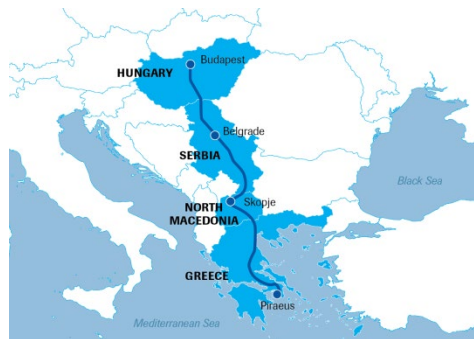 Budapest
HUNGARY
Belgrade
SERBIA
Black Sea
Skopje
NORTH
MACEDONIA
GREECE
Piraeus
Mediterranean Sea